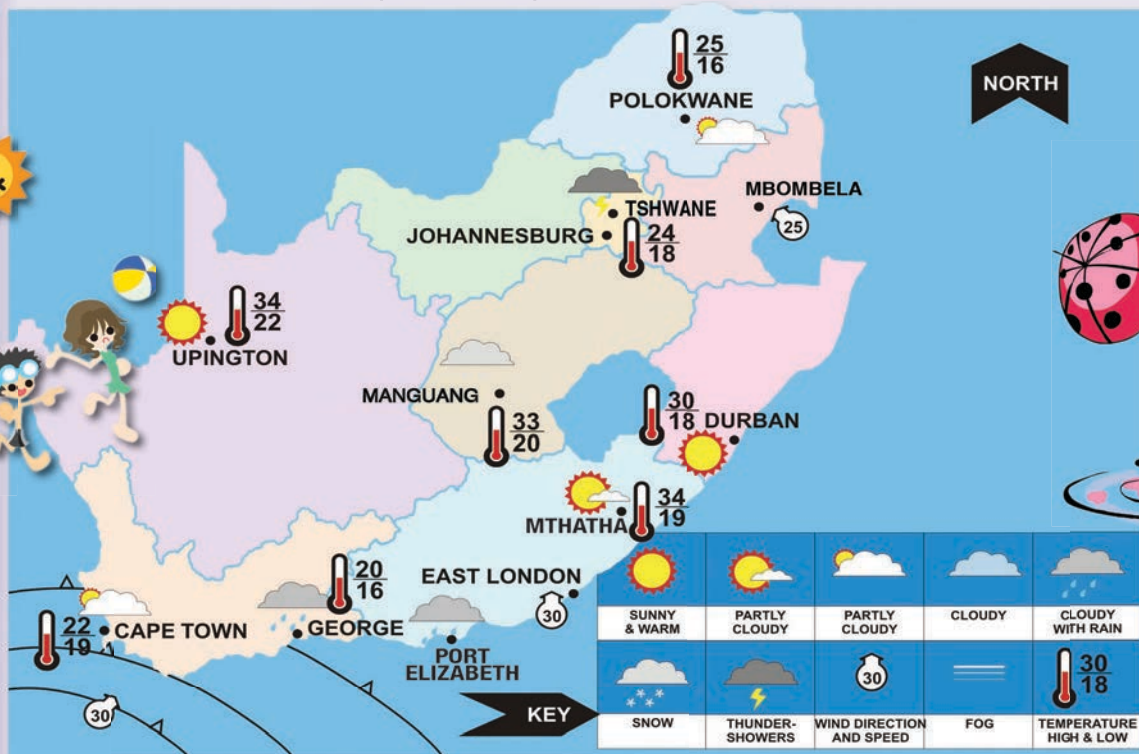 25
16
POLOKWANE
NORTH
MBOMBELA
25
TSHWANE
JOHANNESBURG
24
18
34
22
UPINGTON
MANGUANG
33
20
30
18
DURBAN
34
19
MTHATHA
20
16
EAST LONDON
30
22
19
CAPE TOWN
GEORGE
PORT
ELIZABETH
30
KEY
SUNNY
& WARM
PARTLY
CLOUDY
PARTLY
CLOUDY
CLOUDY
CLOUDY
WITH RAIN
30
30
18
SNOW
THUNDER-
SHOWERS
WIND DIRECTION
AND SPEED
FOG
TEMPERATURE
HIGH & LOW